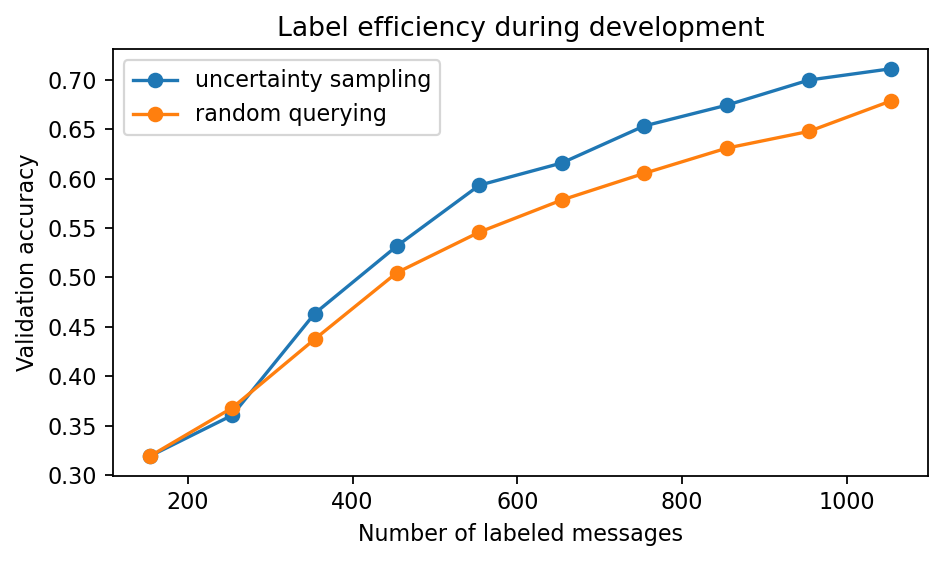 Label efficiency during development
uncertainty sampling
random querying
Validation accuracy
0.70
0.65
0.60
0.55
0.50
0.45
0.40
0.35
0.30
200 400 600 800 1000
Number of labeled messages